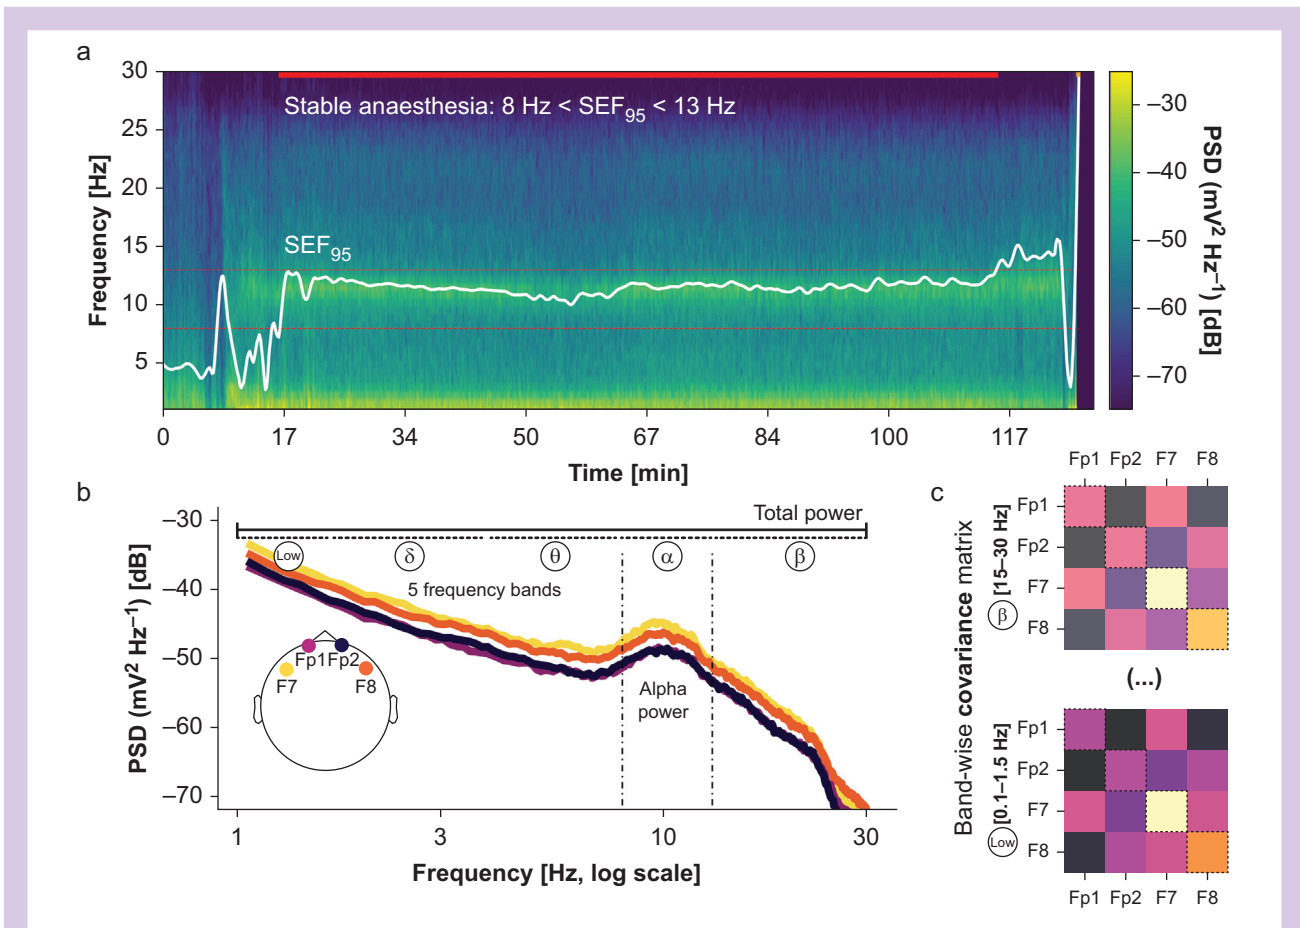 a
30
25
20
15
10
5
Frequency [Hz]
Stable anaesthesia: 8 Hz < SEF95 < 13 Hz
SEF95
0 17 34 50 67 84 100 117
Time [min]
−30
−40
−50
−60
−70
PSD (mV² Hz⁻¹) [dB]
b
−30
−40
−50
−60
−70
PSD (mV² Hz⁻¹) [dB]
Total power
Low δ θ α β
5 frequency bands
Fp1 Fp2
F7 F8
Alpha
power
1 3 10 30
Frequency [Hz, log scale]
c
Band-wise covariance matrix
Fp1 Fp2 F7 F8
Fp1
Fp2
F7
F8
β [15–30 Hz]
(...)
Fp1
Fp2
F7
F8
Low [0.1–1.5 Hz]
Fp1 Fp2 F7 F8